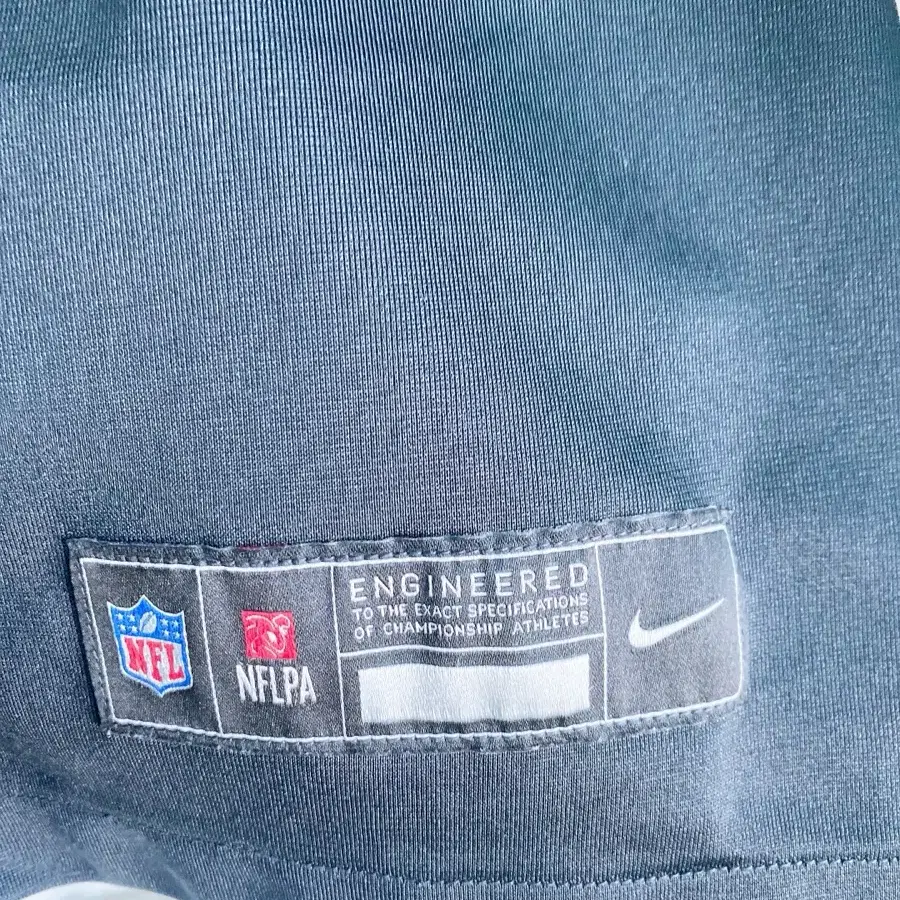 NFL
NFLPA
ENGINEERED
TO THE EXACT SPECIFICATIONS
OF CHAMPIONSHIP ATHLETES